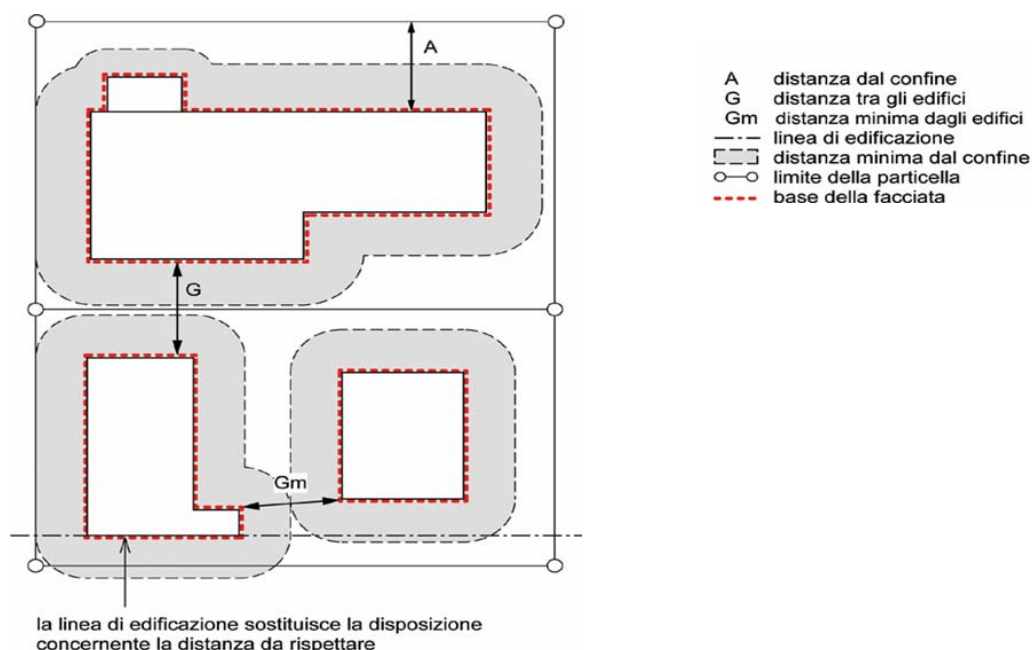 A
A distanza dal confine
G distanza tra gli edifici
Gm distanza minima dagli edifici
linea di edificazione
distanza minima dal confine
limite della particella
base della facciata
G
Gm
la linea di edificazione sostituisce la disposizione
concernente la distanza da rispettare